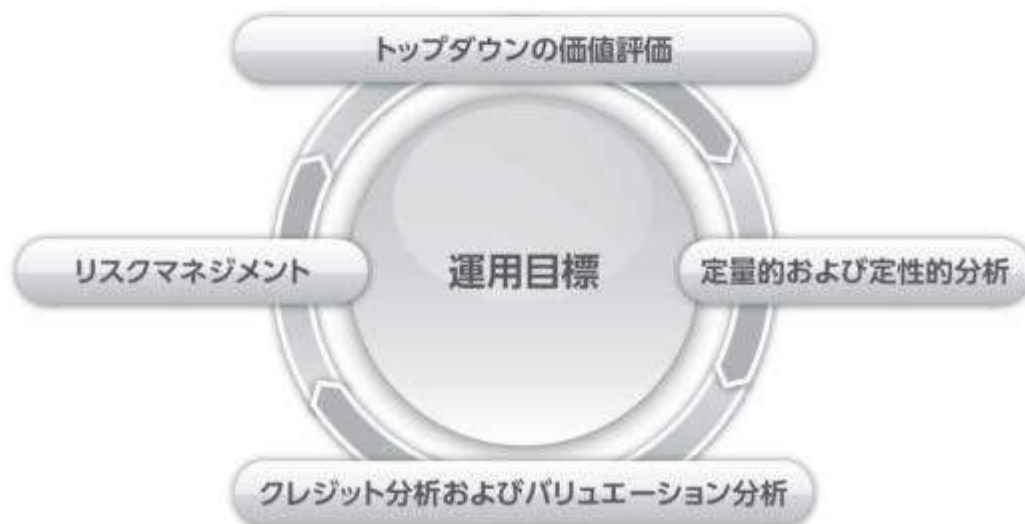 トップダウンの価値評価
リスクマネジメント
運用目標
定量的および定性的分析
クレジット分析およびバリュエーション分析